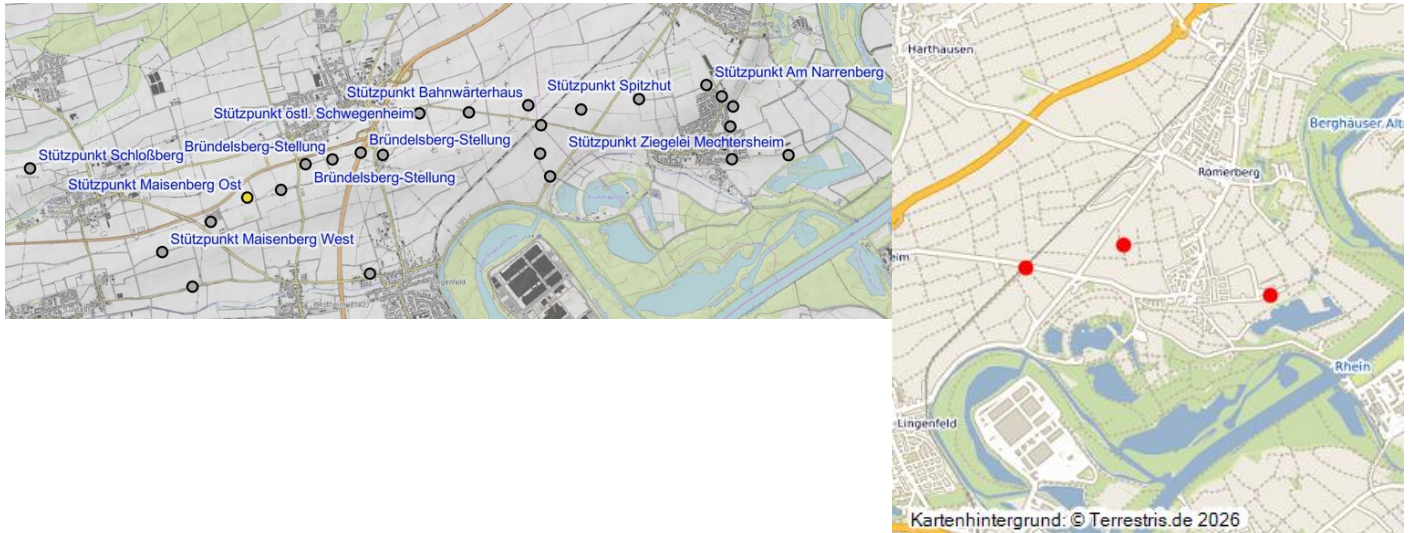 Stützpunkt Am Narrenberg
Stützpunkt Bahnwärterhaus
Stützpunkt Spitzhut
Stützpunkt östl. Schwegenheim
Bründelsberg-Stellung
Bründelsberg-Stellung
Stützpunkt Ziegelei Mechtersheim
Stützpunkt Schloßberg
Bründelsberg-Stellung
Stützpunkt Maisenberg Ost
Stützpunkt Maisenberg West
Harthausen
Berghäuser Alt
Römerberg
eim
Rhein
Lingenfeld
Kartenhintergrund: © Terrestris.de 2026